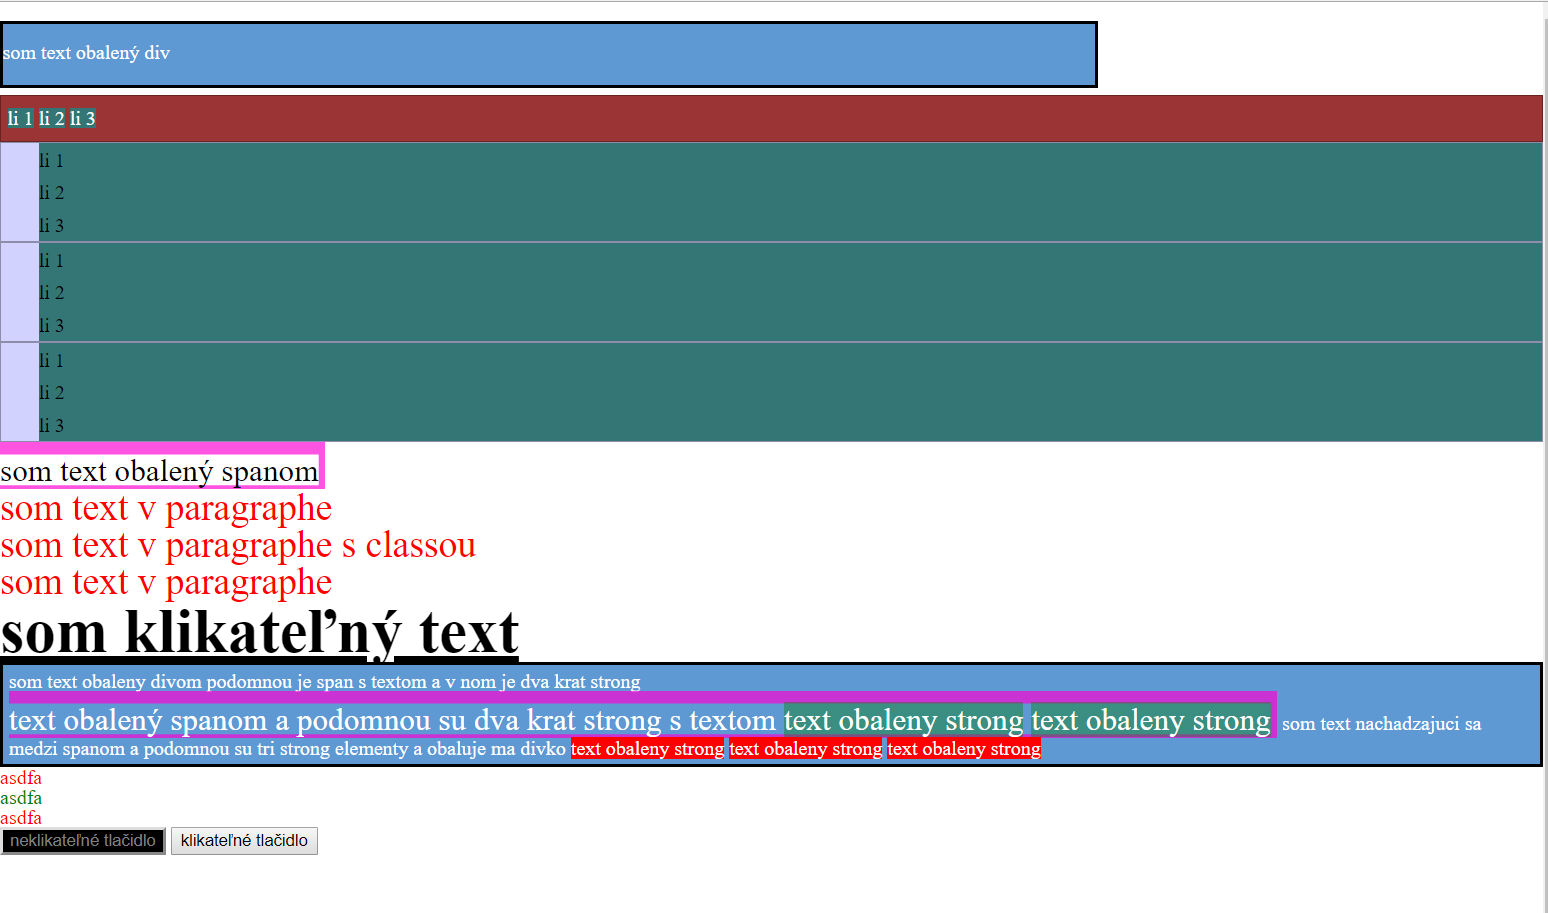 som text obalený div
li 1 li 2 li 3
li 1
li 2
li 3
li 1
li 2
li 3
li 1
li 2
li 3
som text obalený spanom
som text v paragraphe
som text v paragraphe s classou
som text v paragraphe
som klikateľný text
som text obaleny divom podomnou je span s textom a v nom je dva krat strong
text obalený spanom a podomnou su dva krat strong s textom text obaleny strong text obaleny strong som text nachadzajuci sa
medzi spanom a podomnou su tri strong elementy a obaluje ma divko text obaleny strong text obaleny strong text obaleny strong
asdfa
asdfa
asdfa
neklikateľné tlačidlo klikateľné tlačidlo